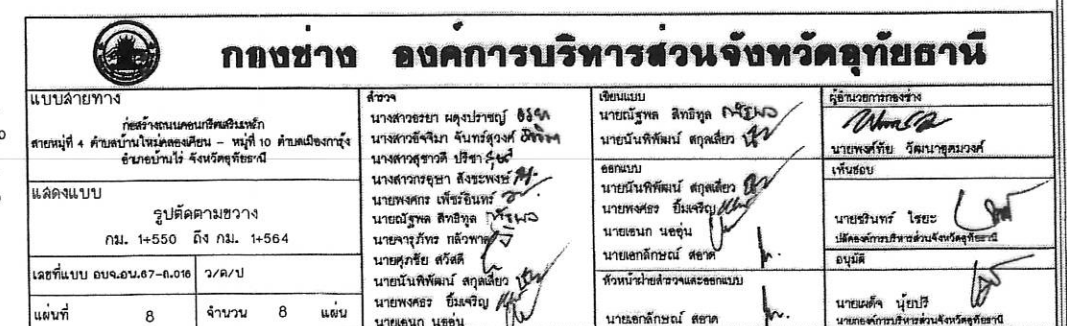 กองช่าง องค์การบริหารส่วนจังหวัดอุทัยธานี
แบบสายทาง
ก่อสร้างถนนคอนกรีตเสริมเหล็ก
สายหมู่ที่ 4 ตำบลบ้านใหม่คลองเคียน – หมู่ที่ 10 ตำบลเมืองการุ้ง
อำเภอบ้านไร่ จังหวัดอุทัยธานี
แสดงแบบ
รูปตัดตามขวาง
กม. 1+550 ถึง กม. 1+564
เลขที่แบบ อบจ.อน.67-ถ.016 ว/ด/ป
แผ่นที่ 8 จำนวน 8 แผ่น
สำรวจ
นางสาวอรยา ผดุงปราชญ์
นางสาวอัจจิมา จันทร์สุวงศ์
นางสาวสุชาวดี ปรีชา
นางสาวกรอุษา สังขะพงษ์
นายพงศกร เพ็ชร์อินทร์
นายณัฐพล สิทธิทูล
นายจารุภัทร กลัวพาล
นายศุภชัย สวัสดี
นายนันพิพัฒน์ สกุลเสี่ยว
นายพงศธร ยิ้มเจริญ
นายเอนก นออุ่น
เขียนแบบ
นายณัฐพล สิทธิทูล
นายนันพิพัฒน์ สกุลเสี่ยว
ออกแบบ
นายนันพิพัฒน์ สกุลเสี่ยว
นายพงศธร ยิ้มเจริญ
นายเอนก นออุ่น
นายเอกลักษณ์ สอาด
หัวหน้าฝ่ายสำรวจและออกแบบ
นายเอกลักษณ์ สอาด
ผู้อำนวยการกองช่าง
นายพงศ์ทัย วัฒนาอุดมวงศ์
เห็นชอบ
นายชรินทร์ ไรยะ
ปลัดองค์การบริหารส่วนจังหวัดอุทัยธานี
อนุมัติ
นายเผด็จ นุ้ยปรี
นายกองค์การบริหารส่วนจังหวัดอุทัยธานี